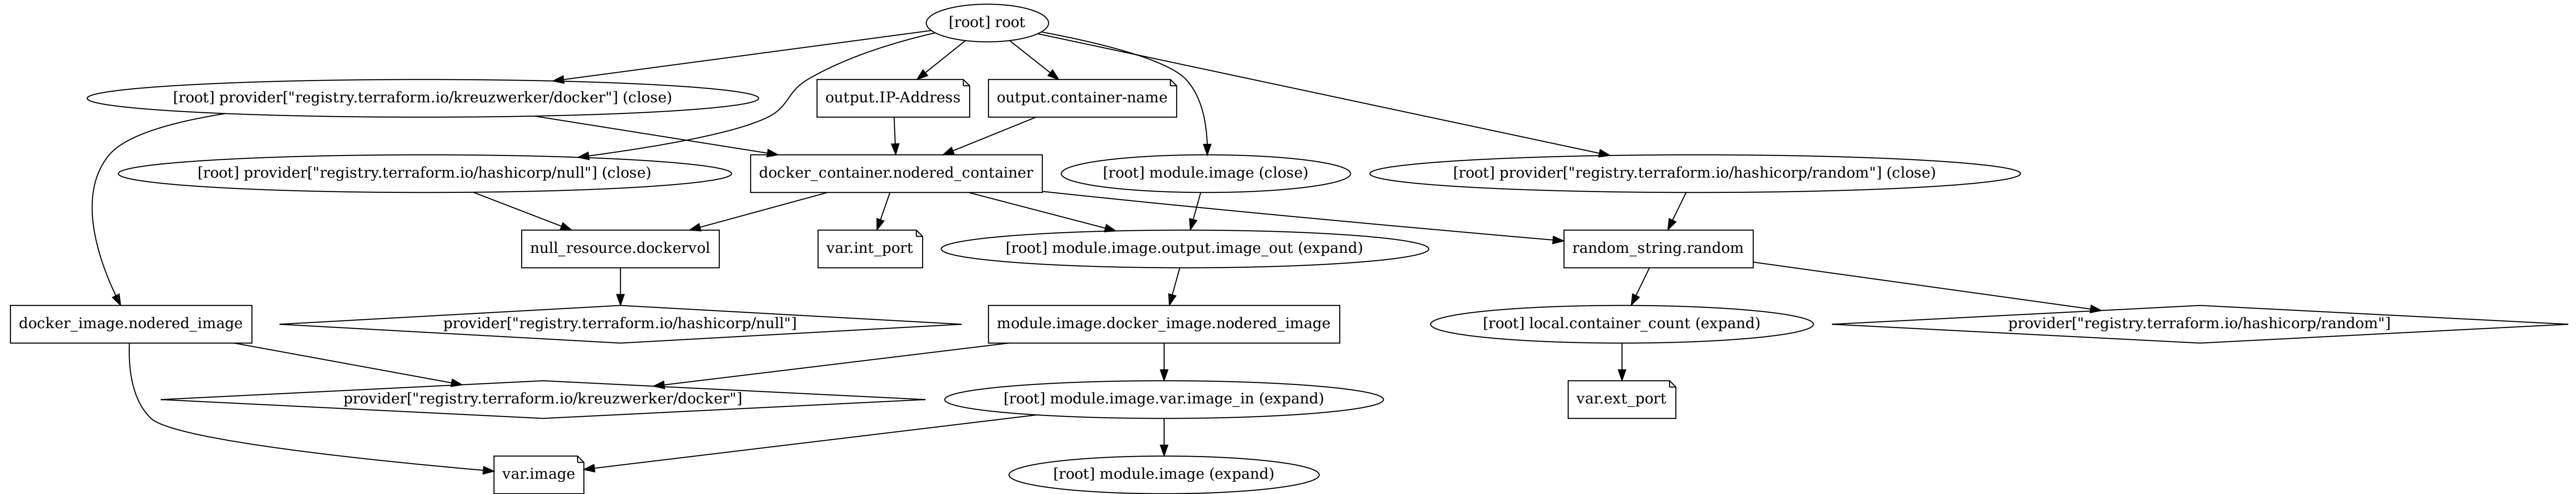 [root] root
[root] provider["registry.terraform.io/kreuzwerker/docker"] (close)
output.IP-Address
output.container-name
[root] provider["registry.terraform.io/hashicorp/null"] (close)
docker_container.nodered_container
[root] module.image (close)
[root] provider["registry.terraform.io/hashicorp/random"] (close)
null_resource.dockervol
var.int_port
[root] module.image.output.image_out (expand)
random_string.random
docker_image.nodered_image
provider["registry.terraform.io/hashicorp/null"]
module.image.docker_image.nodered_image
[root] local.container_count (expand)
provider["registry.terraform.io/hashicorp/random"]
provider["registry.terraform.io/kreuzwerker/docker"]
[root] module.image.var.image_in (expand)
var.ext_port
var.image
[root] module.image (expand)